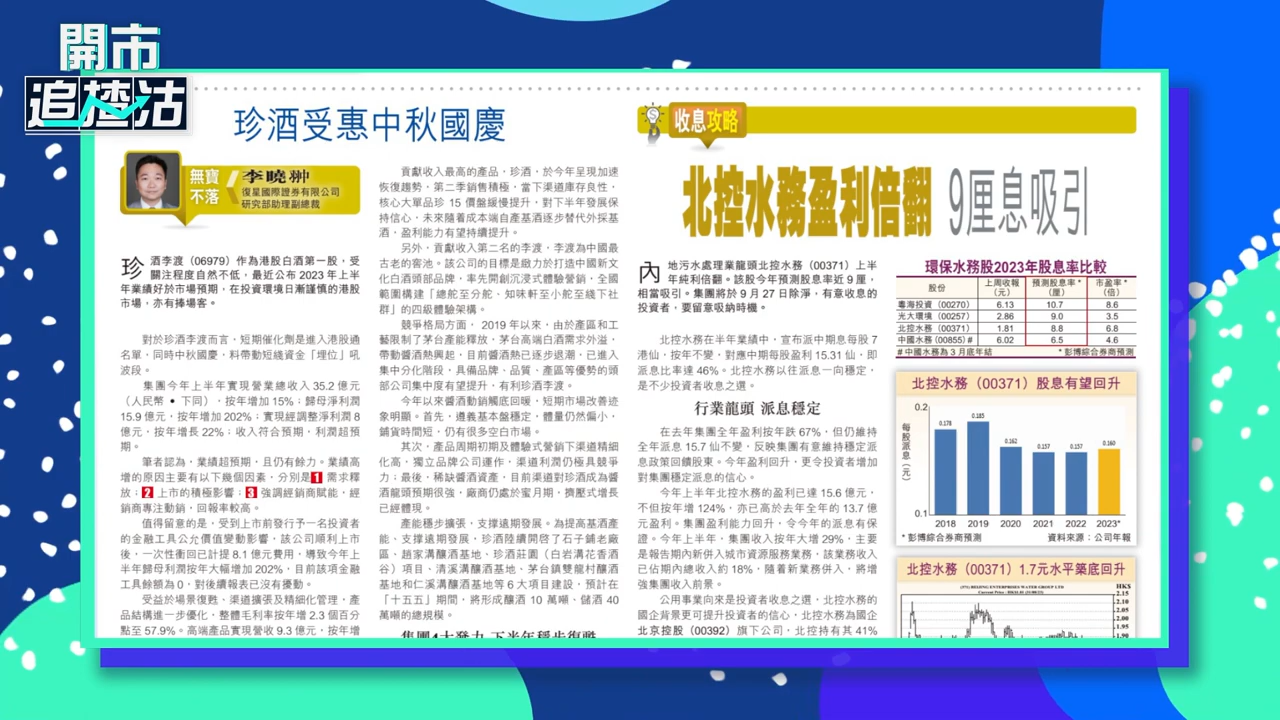 開市
追揸沽
珍酒受惠中秋國慶
無寶
不落
李曉翀
復星國際證券有限公司
研究部助理副總裁
珍酒李渡（06979）作為港股白酒第一股，受
關注程度自然不低，最近公布 2023 年上半
年業績好於市場預期，在投資環境日漸謹慎的港股
市場，亦有捧場客。
對於珍酒李渡而言，短期催化劑是進入港股通
名單，同時中秋國慶，料帶動短綫資金「埋位」吼
波段。
集團今年上半年實現營業總收入 35.2 億元
（人民幣‧下同），按年增加 15%；歸母淨利潤
15.9 億元，按年增加 202%；實現經調整淨利潤 8
億元，按年增長 22%；收入符合預期，利潤超預
期。
筆者認為，業績超預期，且仍有餘力。業績高
增的原因主要有以下幾個因素，分別是1需求釋
放；2上市的積極影響；3強調經銷商賦能，經
銷商專注動銷，回報率較高。
值得留意的是，受到上市前發行予一名投資者
的金融工具公允價值變動影響，該公司順利上市
後，一次性衝回已計提 8.1 億元費用，導致今年上
半年歸母利潤按年大幅增加 202%，目前該項金融
工具餘額為 0，對後續報表已沒有擾動。
受益於場景復甦、渠道擴張及精細化管理，產
品結構進一步優化，整體毛利率按年增 2.3 個百分
點至 57.9%。高端產品實現營收 9.3 億元，按年增
貢獻收入最高的產品，珍酒，於今年呈現加速
恢復趨勢，第二季銷售積極，當下渠道庫存良性，
核心大單品珍 15 價盤緩慢提升，對下半年發展保
持信心，未來隨着成本端自產基酒逐步替代外採基
酒，盈利能力有望持續提升。
另外，貢獻收入第二名的李渡，李渡為中國最
古老的窖池。該公司的目標是緻力於打造中國新文
化白酒頭部品牌，率先開創沉浸式體驗營銷，全國
範圍構建「總舵至分舵、知味軒至小舵至綫下社
群」的四級體驗架構。
競爭格局方面， 2019 年以來，由於產區和工
藝限制了茅台產能釋放，茅台高端白酒需求外溢，
帶動醬酒熱興起，目前醬酒熱已逐步退潮，已進入
集中分化階段，具備品牌、品質、產區等優勢的頭
部公司集中度有望提升，有利珍酒李渡。
今年以來醬酒動銷觸底回暖，短期市場改善迹
象明顯。首先，遵義基本盤穩定，體量仍然偏小，
鋪貨時間短，仍有很多空白市場。
其次，產品周期初期及體驗式營銷下渠道精細
化高，獨立品牌公司運作，渠道利潤仍極具競爭
力；最後，稀缺醬酒資產，目前渠道對珍酒成為醬
酒龍頭預期很強，廠商仍處於蜜月期，擠壓式增長
已經體現。
產能穩步擴張，支撐遠期發展。為提高基酒產
能、支撐遠期發展，珍酒陸續開啓了石子鋪老廠
區，趙家溝釀酒基地，珍酒莊園（白岩溝花香酒
谷）項目、清溪溝釀酒基地，茅台鎮雙龍村釀酒
基地和仁溪溝釀酒基地等 6 大項目建設，預計在
「十五五」期間，將形成釀酒 10 萬噸、儲酒 40
萬噸的總規模。
集團4大發力 下半年穩步復甦
收息攻略
北控水務盈利倍翻 9厘息吸引
內地污水處理業龍頭北控水務（00371）上半
年純利倍翻。該股今年預測股息率近 9 厘，
相當吸引。集團將於 9 月 27 日除淨，有意收息的
投資者，要留意吸納時機。
北控水務在半年業績中，宣布派中期息每股 7
港仙，按年不變，對應中期每股盈利 15.31 仙，即
派息比率達 46%。北控水務以往派息一向穩定，
是不少投資者收息之選。
行業龍頭 派息穩定
在去年集團全年盈利按年跌 67%，但仍維持
全年派息 15.7 仙不變，反映集團有意維持穩定派
息政策回饋股東。今年盈利回升，更令投資者增加
對集團穩定派息的信心。
今年上半年北控水務的盈利已達 15.6 億元，
不但按年增 124%，亦已高於去年全年的 13.7 億
元盈利。集團盈利能力回升，令今年的派息有保
證。今年上半年，集團收入按年大增 29%，主要
是報告期內新併入城市資源服務業務，該業務收入
已佔期內總收入約 18%，隨着新業務併入，將增
強集團收入前景。
公用事業向來是投資者收息之選，北控水務的
國企背景更可提升投資者的信心，北控水務為國企
北京控股（00392）旗下公司，北控持有其 41%
環保水務股2023年股息率比較
股份 上周收報（元） 預測股息率*（厘） 市盈率*（倍）
粵海投資（00270） 6.13 10.7 8.6
光大環境（00257） 2.86 9.0 3.5
北控水務（00371） 1.81 8.8 6.8
中國水務（00855）# 6.02 6.5 4.6
# 中國水務為 3 月底年結 * 彭博綜合券商預測
北控水務（00371）股息有望回升
每股派息（元）
0.2
0.178 0.185 0.162 0.157 0.157 0.160
0.1
2018 2019 2020 2021 2022 2023*
* 彭博綜合券商預測 資料來源：公司年報
北控水務（00371）1.7元水平築底回升
(371) BEIJING ENTERPRISES WATER GROUP LTD
HK$
2.15
2.10
2.05
2.00
1.95
1.90